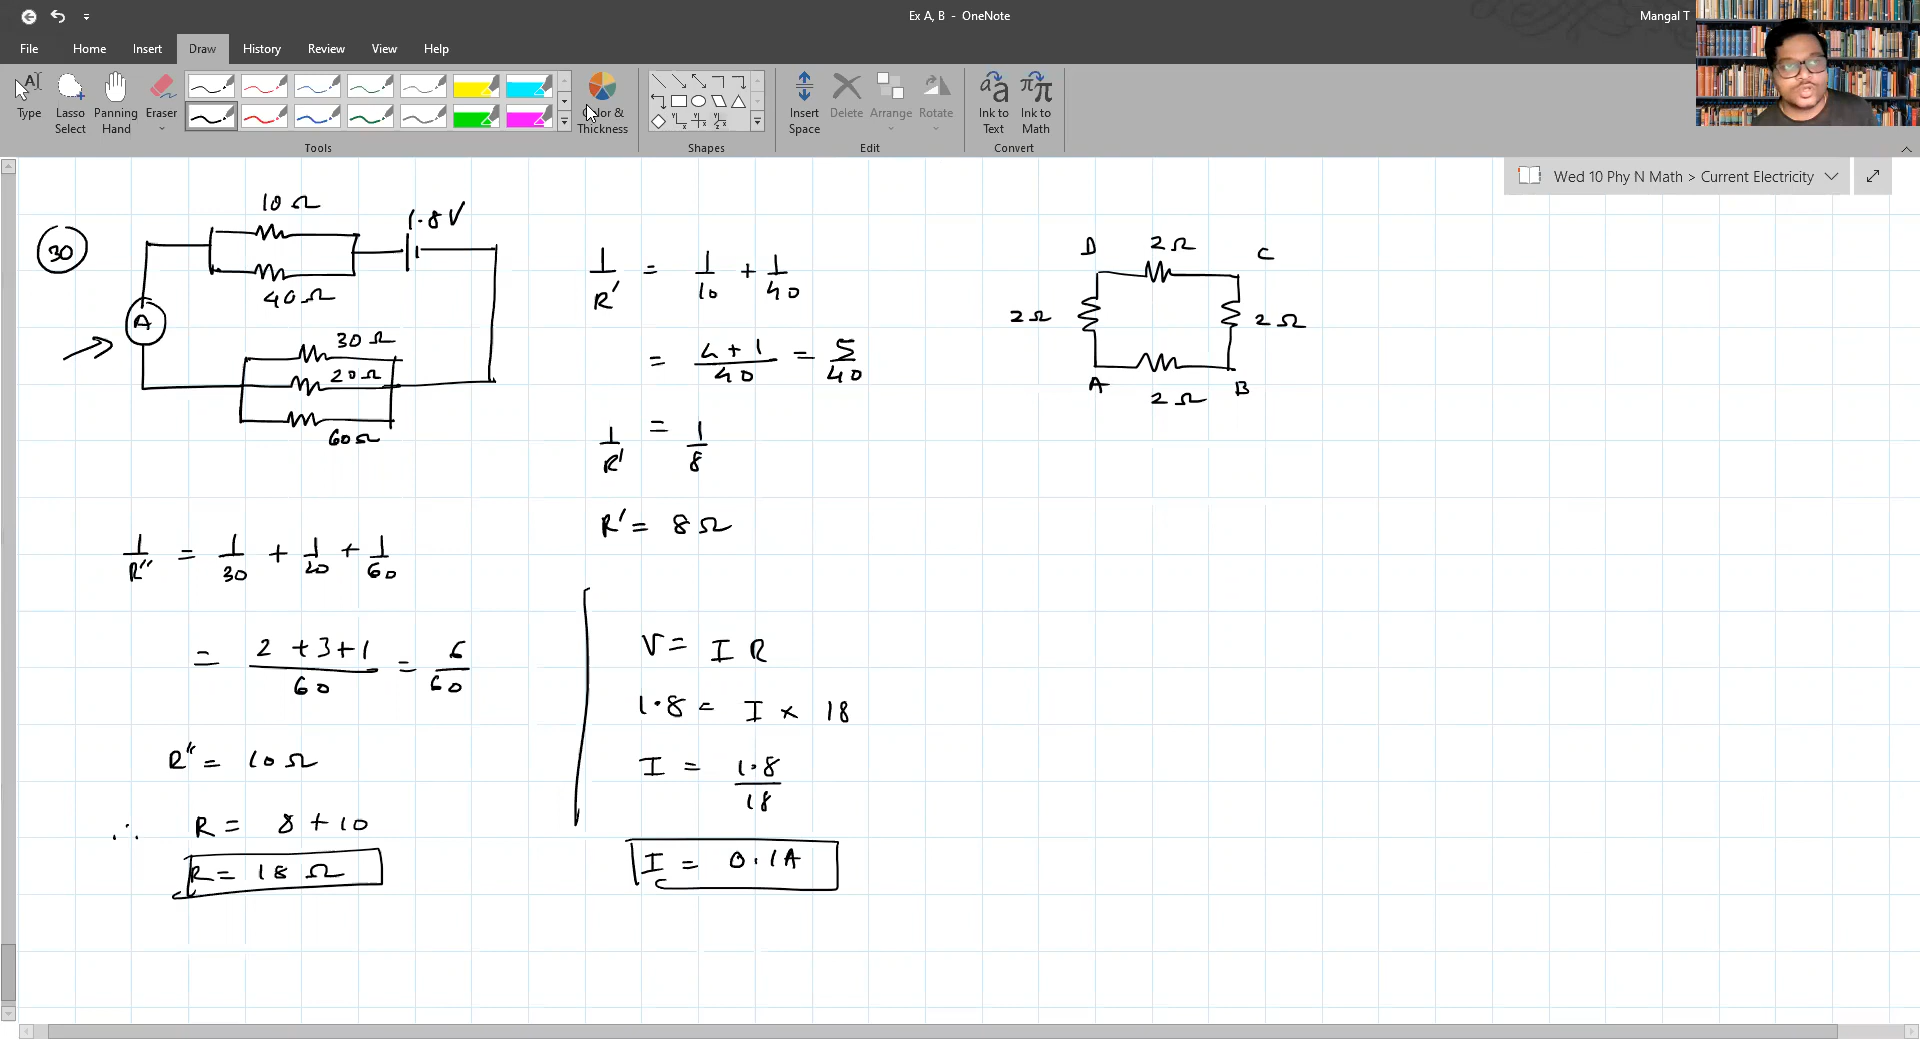 Ex A, B - OneNote
Mangal T
File Home Insert Draw History Review View Help
Type
Lasso Select
Panning Hand
Eraser
Color & Thickness
Insert Space
Delete
Arrange
Rotate
Ink to Text
Ink to Math
Tools
Shapes
Edit
Convert
Wed 10 Phy N Math > Current Electricity
30
10 Ω
1.8 V
40 Ω
A
30 Ω
20 Ω
60 Ω
1/R' = 1/10 + 1/40
= 4 + 1/40 = 5/40
1/R' = 1/8
R' = 8 Ω
1/R'' = 1/30 + 1/20 + 1/60
= 2 + 3 + 1/60 = 6/60
R'' = 10 Ω
∴ R = 8 + 10
R = 18 Ω
V = I R
1.8 = I × 18
I = 1.8/18
I = 0.1 A
D 2 Ω C
2 Ω 2 Ω
A 2 Ω B